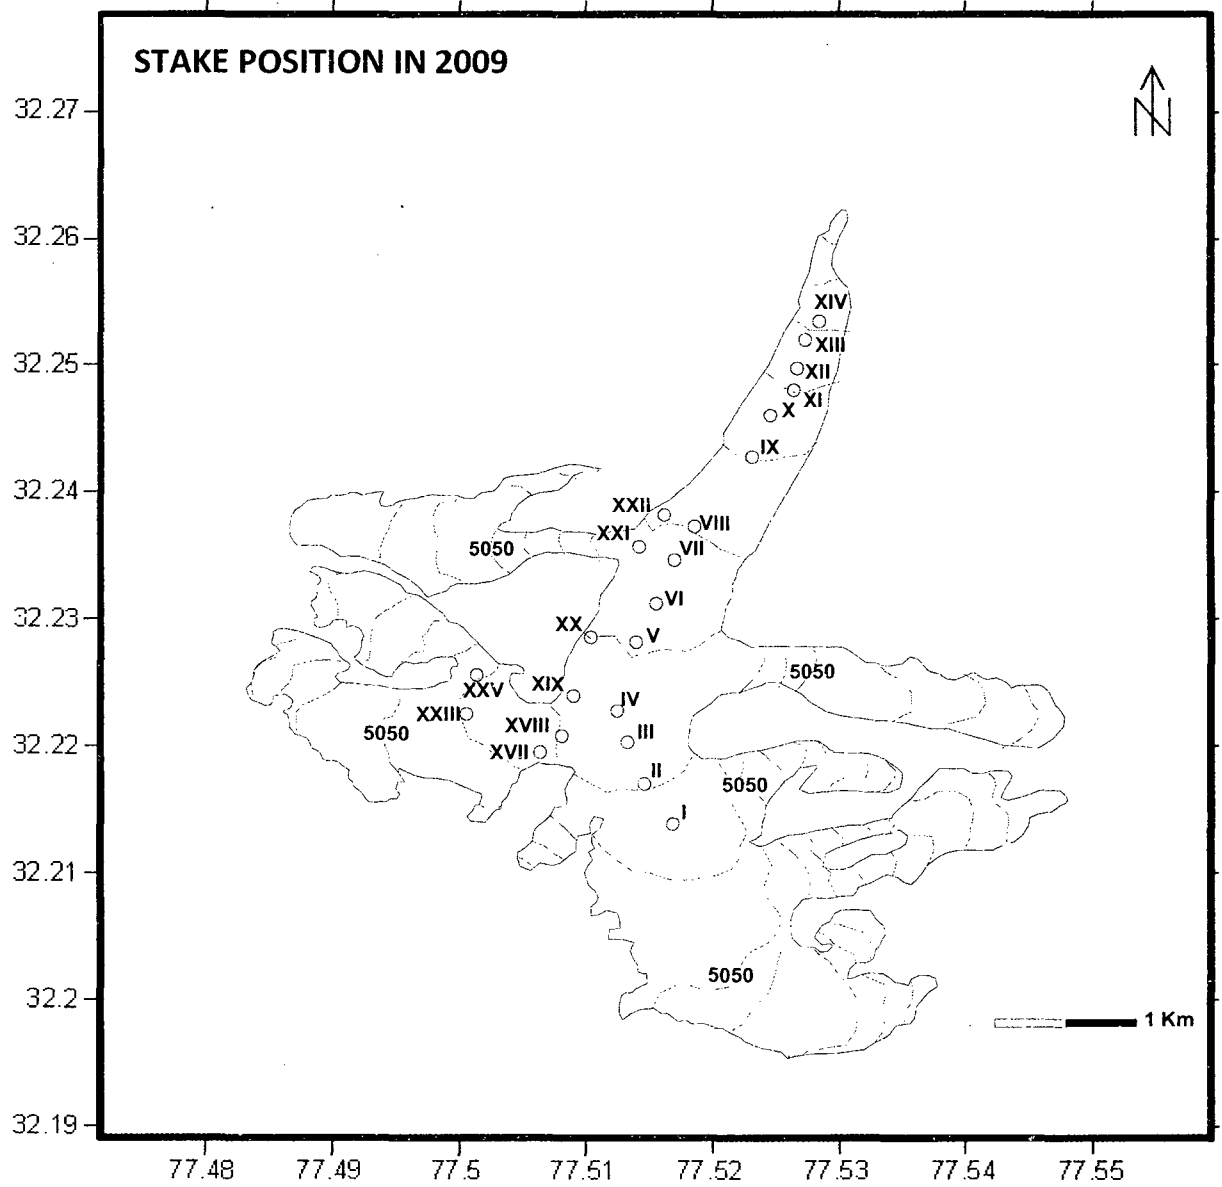 STAKE POSITION IN 2009
N
32.27
32.26
32.25
32.24
32.23
32.22
32.21
32.2
32.19
XIV
XIII
XII
XI
X
IX
XXII
VIII
XXI
VII
5050
VI
XX
V
5050
XIX
XXV
IV
XXIII
XVIII
III
5050
XVII
II
5050
I
5050
1 Km
77.48
77.49
77.5
77.51
77.52
77.53
77.54
77.55